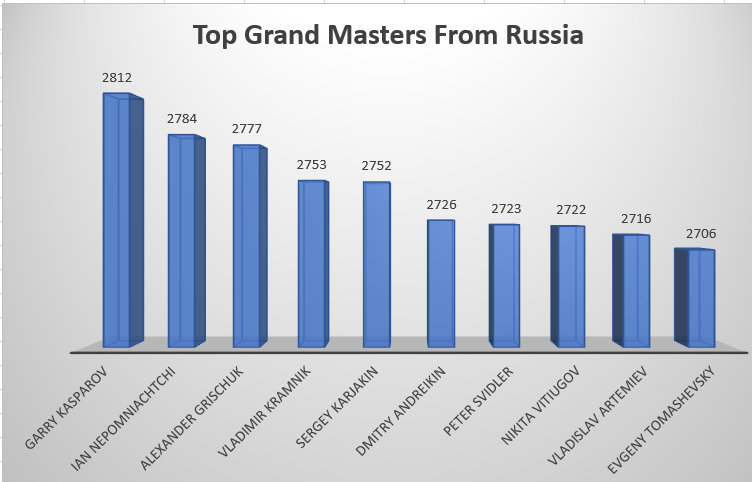 Top Grand Masters From Russia
2812
2784
2777
2753
2752
2726
2723
2722
2716
2706
GARRY KASPAROV
IAN NEPOMNIACHTCHI
ALEXANDER GRISCHUK
VLADIMIR KRAMNIK
SERGEY KARJAKIN
DMITRY ANDREIKIN
PETER SVIDLER
NIKITA VITIUGOV
VLADISLAV ARTEMIEV
EVGENY TOMASHEVSKY